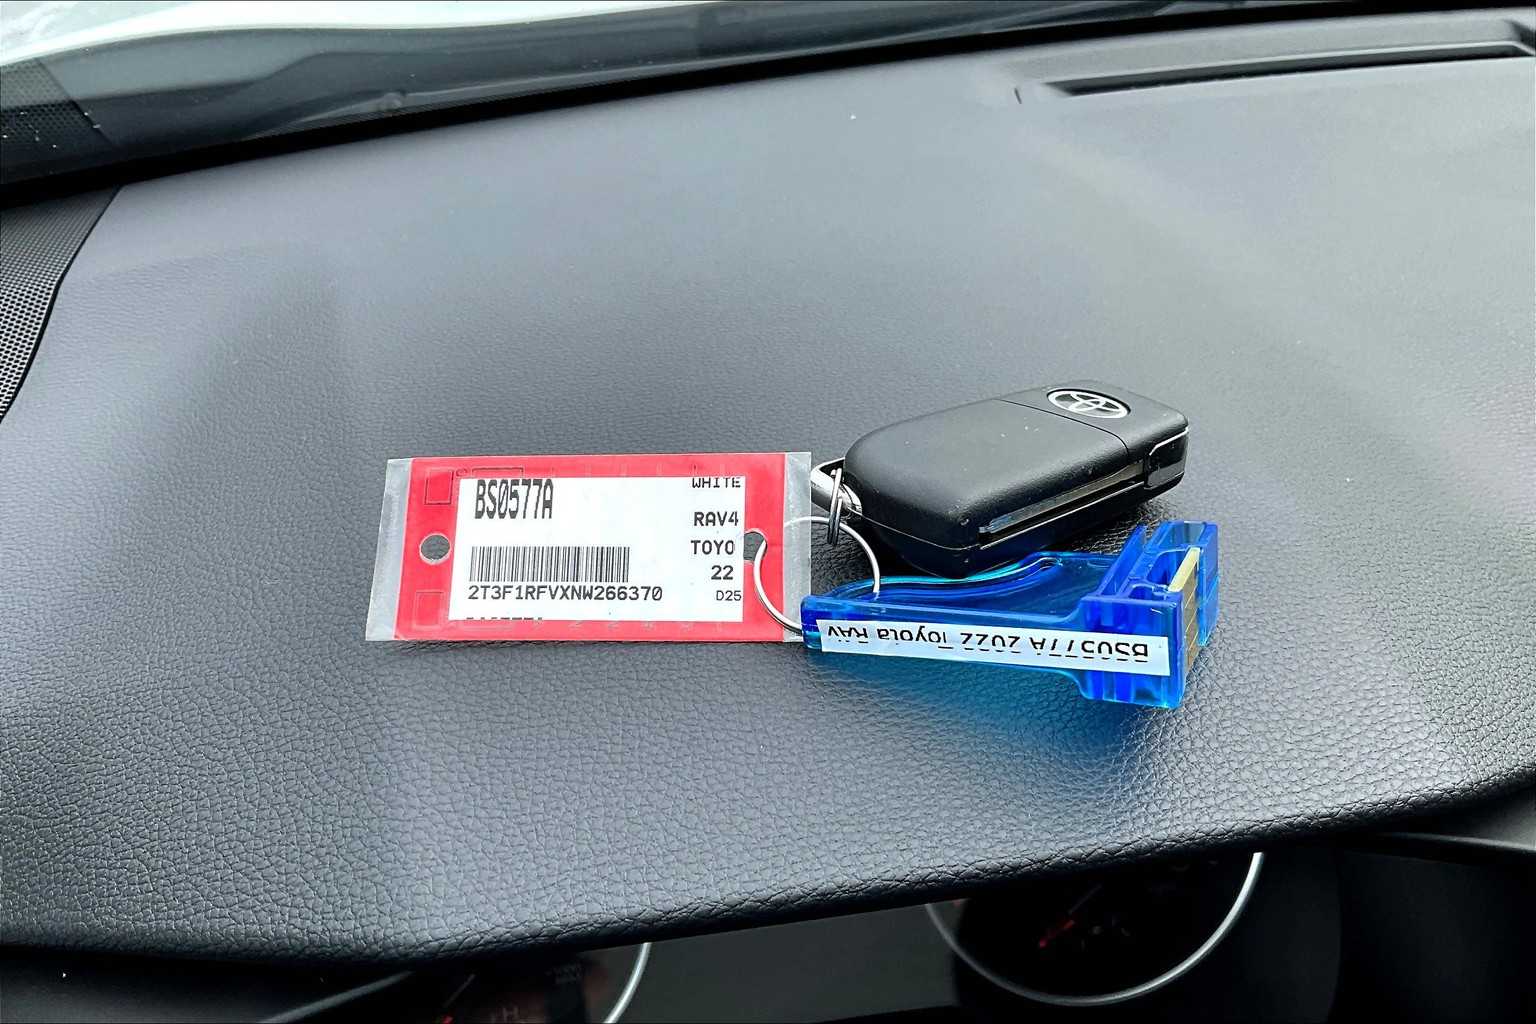 BS0577A
WHITE
RAV4
TOYO
22
2T3F1RFVXNW266370
D25
BS0577A 2022 Toyota RAV